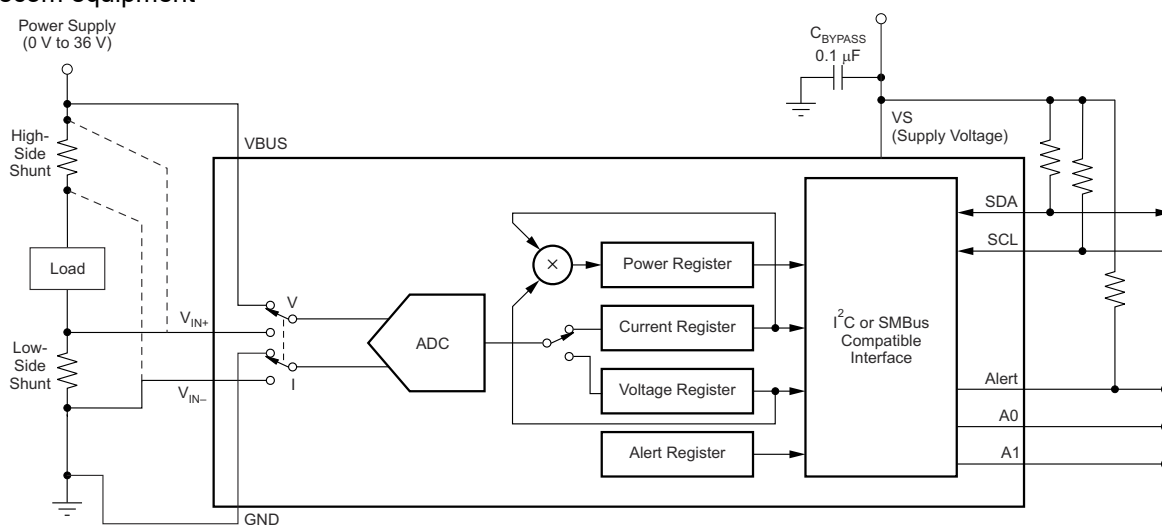 Power Supply
(0 V to 36 V)
CBYPASS
0.1 µF
VS
(Supply Voltage)
High-
Side
Shunt
VBUS
SDA
SCL
Load
V
Power Register
×
VIN+
ADC
Current Register
I2C or SMBus
Compatible
Interface
Low-
Side
Shunt
VIN–
I
Voltage Register
Alert
A0
Alert Register
A1
GND